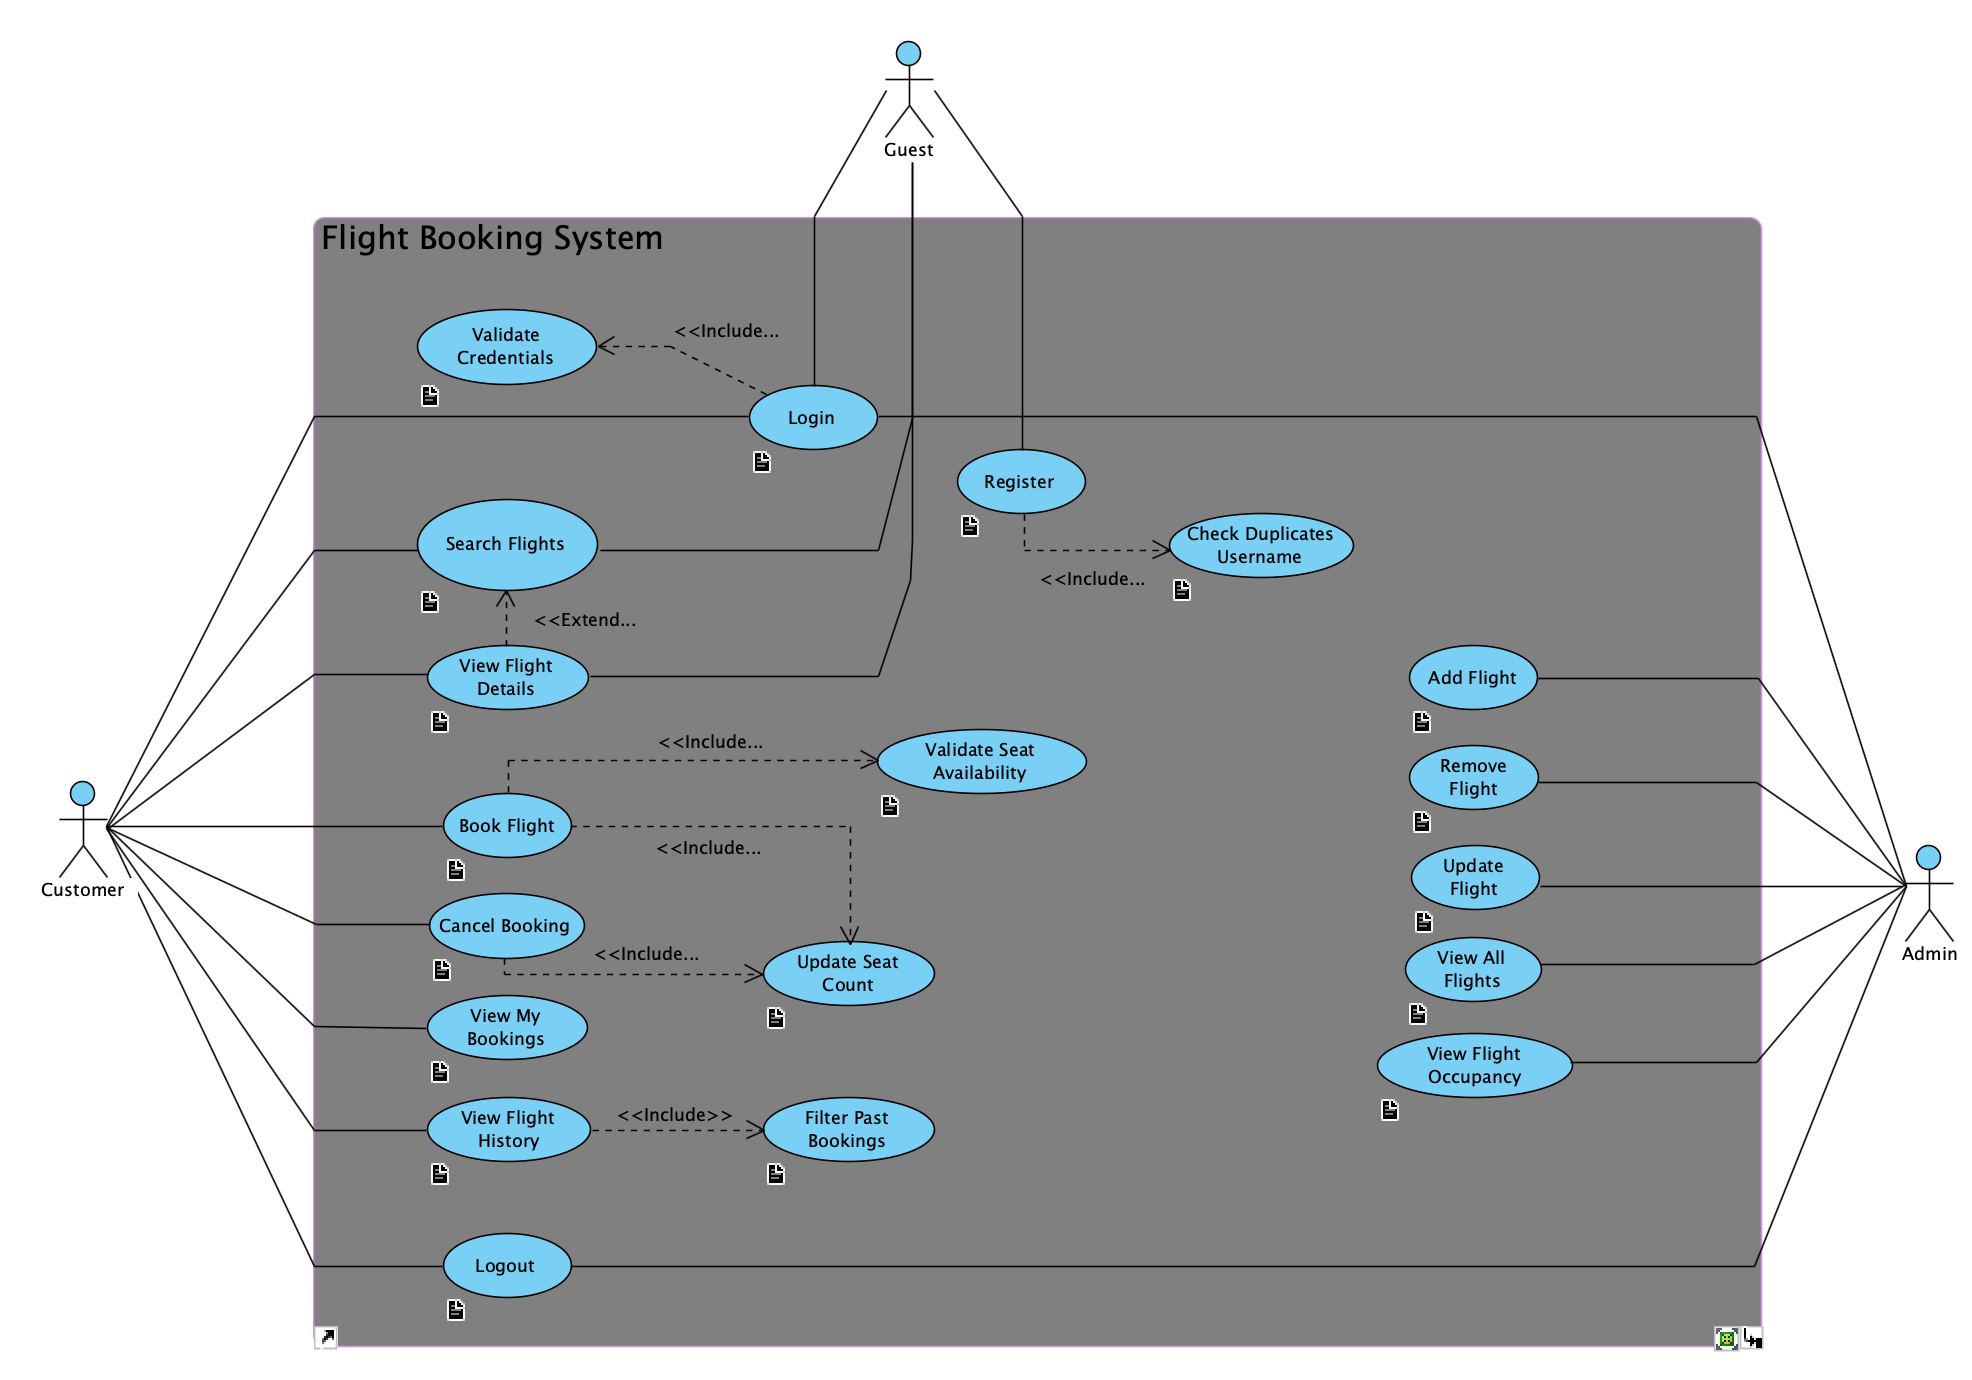 Guest
Flight Booking System
Validate
Credentials
<<Include...
Login
Search Flights
Register
Check Duplicates
Username
<<Include...
<<Extend...
View Flight
Details
Add Flight
<<Include...
Validate Seat
Availability
Remove
Flight
Book Flight
<<Include...
Update
Flight
Customer
Cancel Booking
<<Include...
Update Seat
Count
View All
Flights
Admin
View My
Bookings
View Flight
Occupancy
View Flight
History
<<Include>>
Filter Past
Bookings
Logout